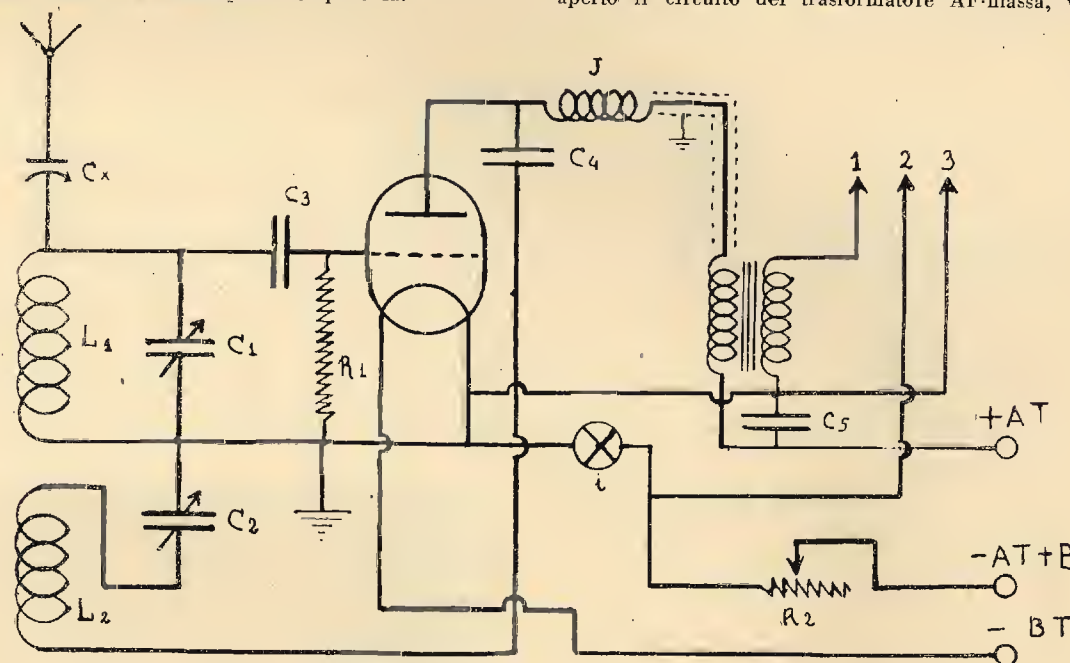 aperto il circuito del trasformatore AF-massa,
J
C4
1 2 3
Cx
C3
L1
C1
R1
C5
+AT
i
C2
-AT+B
R2
L2
- BT